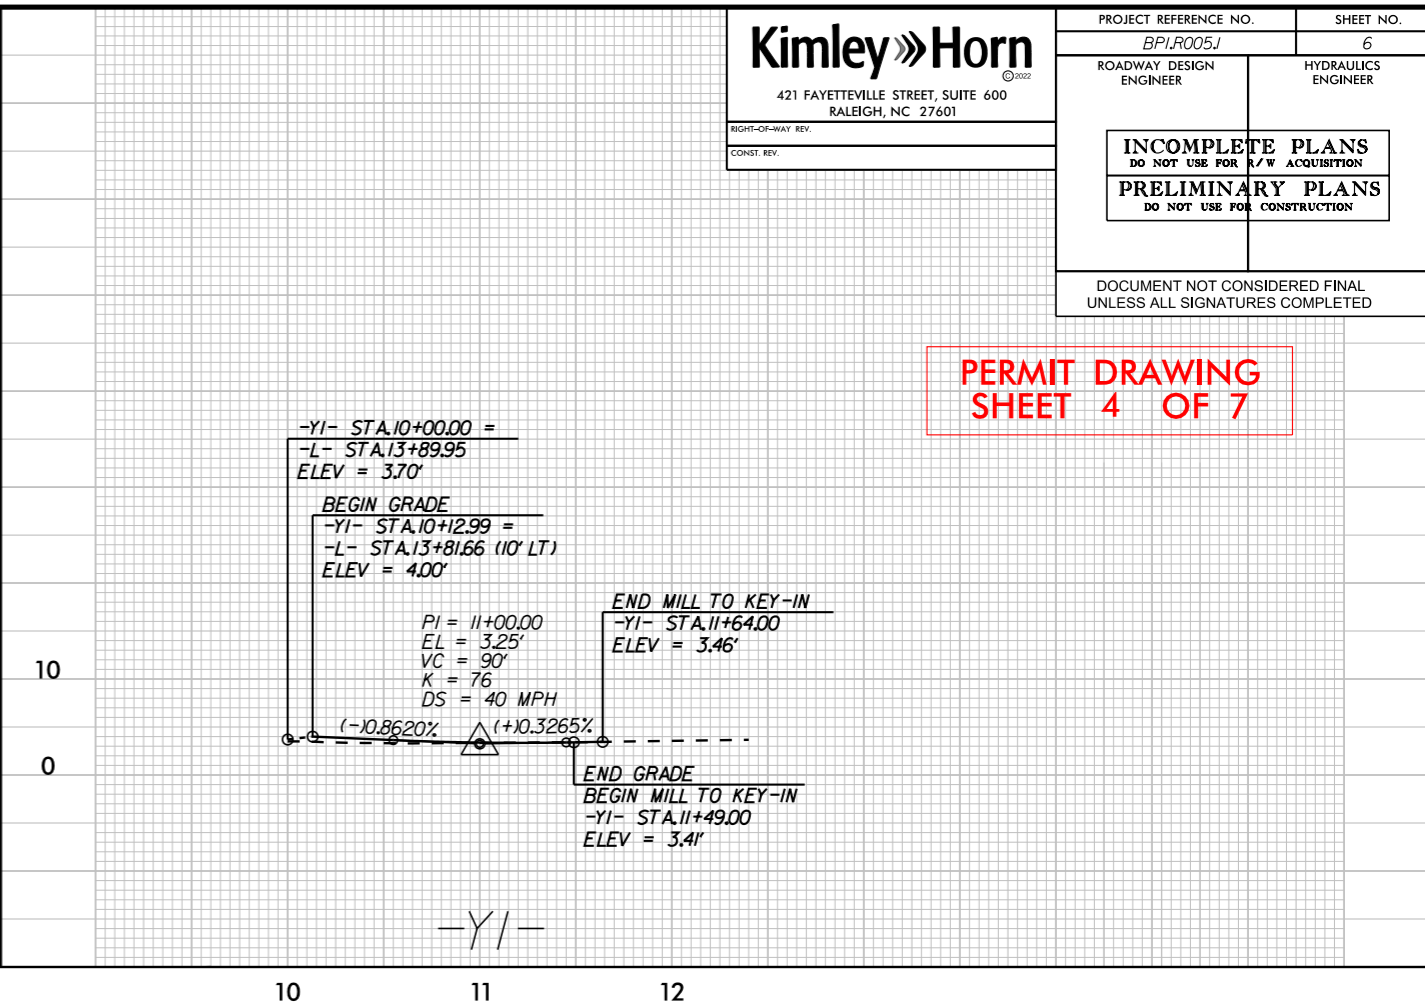 Kimley»Horn
©2022
421 FAYETTEVILLE STREET, SUITE 600
RALEIGH, NC 27601
RIGHT-OF-WAY REV.
CONST. REV.
PROJECT REFERENCE NO.
SHEET NO.
BP1.R005.1
6
ROADWAY DESIGN
ENGINEER
HYDRAULICS
ENGINEER
INCOMPLETE PLANS
DO NOT USE FOR R/W ACQUISITION
PRELIMINARY PLANS
DO NOT USE FOR CONSTRUCTION
DOCUMENT NOT CONSIDERED FINAL
UNLESS ALL SIGNATURES COMPLETED
PERMIT DRAWING
SHEET 4 OF 7
-Y1- STA.10+00.00 =
-L- STA.13+89.95
ELEV = 3.70'
BEGIN GRADE
-Y1- STA.10+12.99 =
-L- STA.13+81.66 (10' LT)
ELEV = 4.00'
PI = 11+00.00
EL = 3.25'
VC = 90'
K = 76
DS = 40 MPH
END MILL TO KEY-IN
-Y1- STA.11+64.00
ELEV = 3.46'
(-)0.8620%
(+)0.3265%
END GRADE
BEGIN MILL TO KEY-IN
-Y1- STA.11+49.00
ELEV = 3.41'
10
0
-Y1-
10
11
12